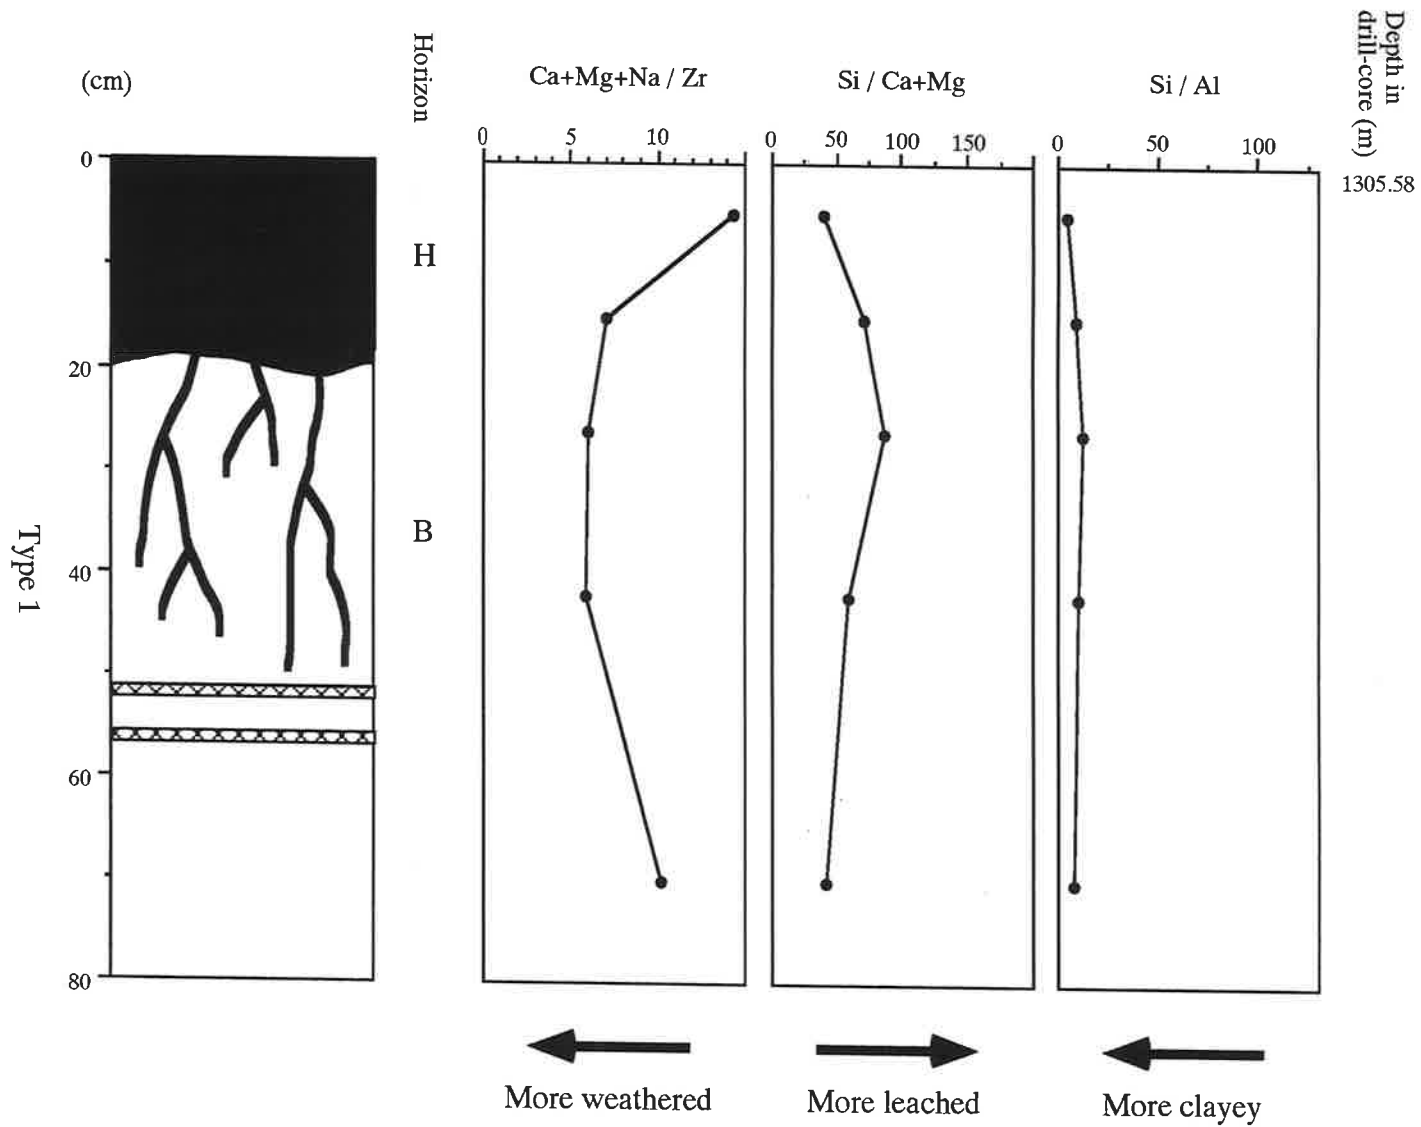 Depth in
drill-core (m)
Horizon
(cm)
Ca+Mg+Na / Zr
Si / Ca+Mg
Si / Al
0
5
10
0
50
100
150
0
50
100
1305.58
0
20
40
60
80
H
B
Type 1
More weathered
More leached
More clayey